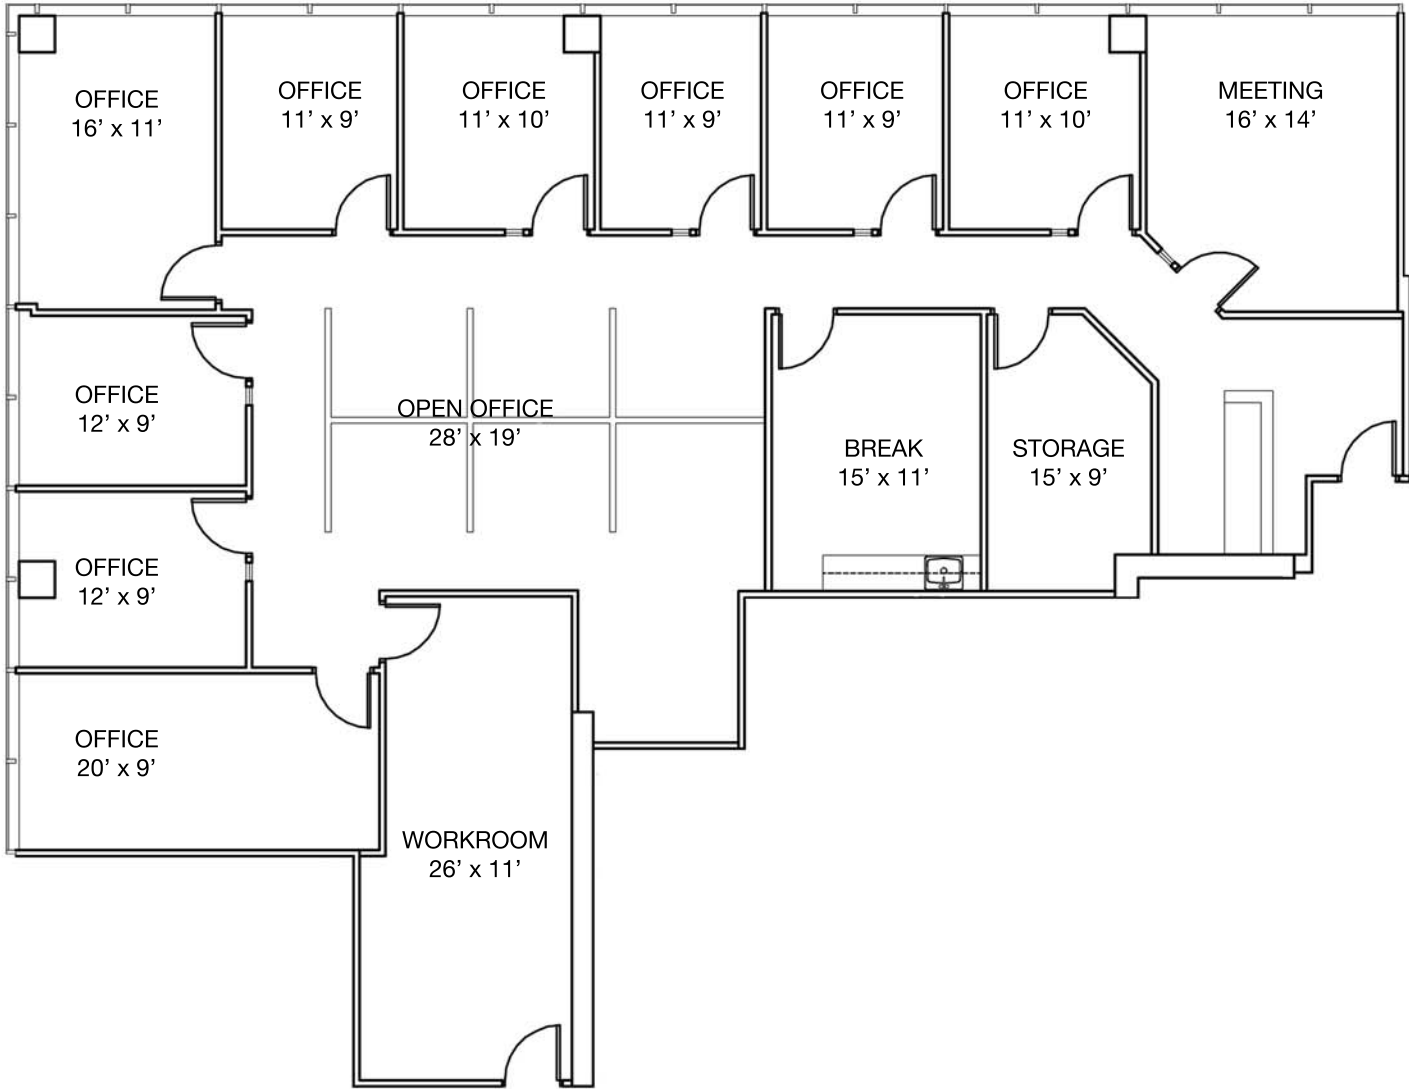 OFFICE
16’ x 11’
OFFICE
11’ x 9’
OFFICE
11’ x 10’
OFFICE
11’ x 9’
OFFICE
11’ x 9’
OFFICE
11’ x 10’
MEETING
16’ x 14’
OFFICE
12’ x 9’
OPEN OFFICE
28’ x 19’
BREAK
15’ x 11’
STORAGE
15’ x 9’
OFFICE
12’ x 9’
OFFICE
20’ x 9’
WORKROOM
26’ x 11’